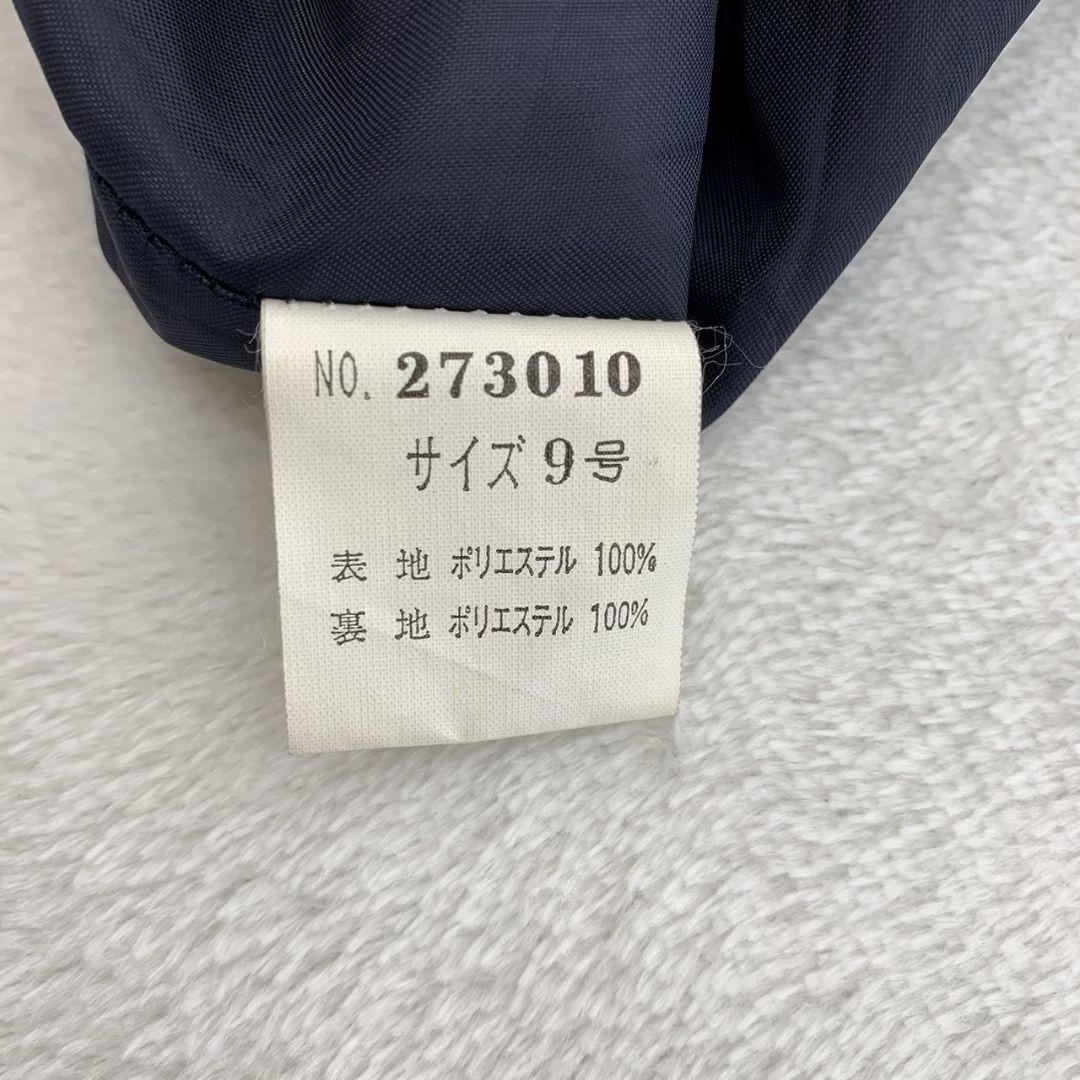 NO. 273010
サイズ 9号
表 地 ポリエステル 100%
裏 地 ポリエステル 100%